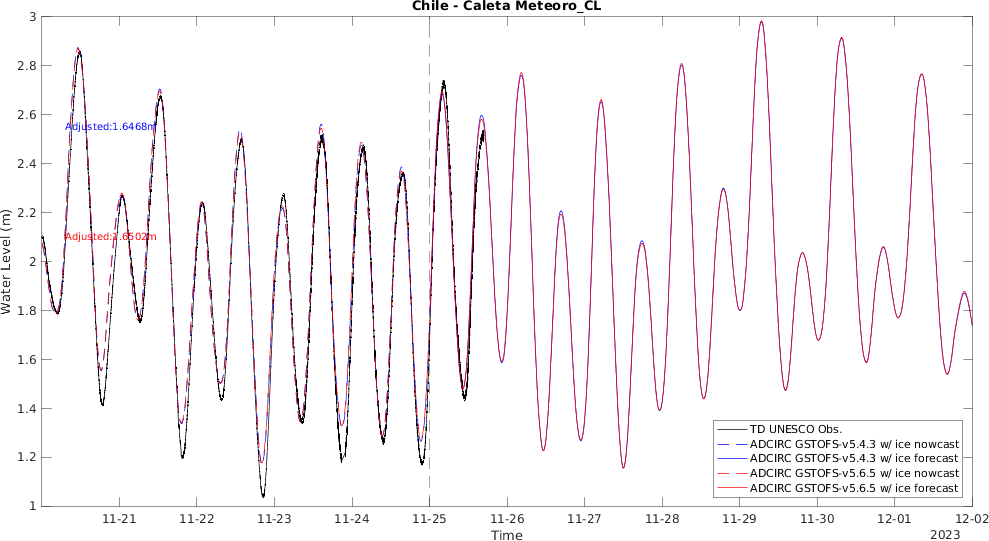 Chile - Caleta Meteoro_CL
3
2.8
2.6
2.4
2.2
2
1.8
1.6
1.4
1.2
1
Water Level (m)
Adjusted:1.6468m
Adjusted:1.6502m
TD UNESCO Obs.
ADCIRC GSTOFS-v5.4.3 w/ ice nowcast
ADCIRC GSTOFS-v5.4.3 w/ ice forecast
ADCIRC GSTOFS-v5.6.5 w/ ice nowcast
ADCIRC GSTOFS-v5.6.5 w/ ice forecast
11-21 11-22 11-23 11-24 11-25 11-26 11-27 11-28 11-29 11-30 12-01 12-02
Time
2023